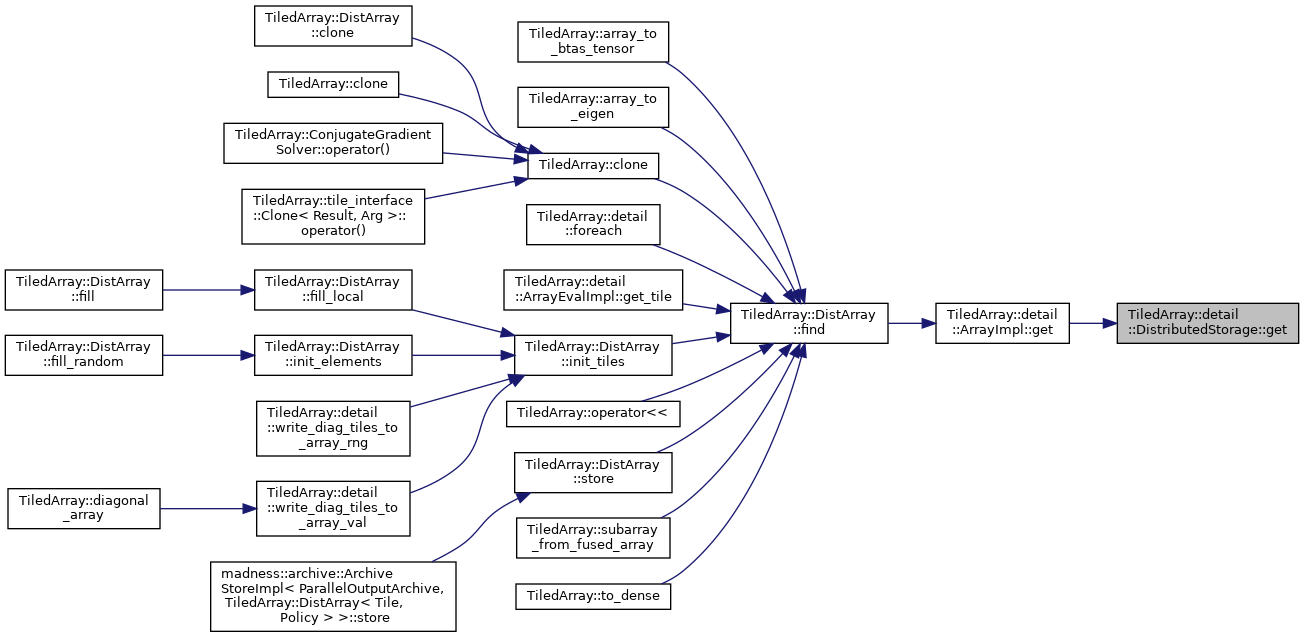 TiledArray::DistArray
::clone
TiledArray::clone
TiledArray::ConjugateGradient
Solver::operator()
TiledArray::tile_interface
::Clone< Result, Arg >::
operator()
TiledArray::DistArray
::fill
TiledArray::DistArray
::fill_local
TiledArray::DistArray
::fill_random
TiledArray::DistArray
::init_elements
TiledArray::detail
::write_diag_tiles_to
_array_rng
TiledArray::diagonal
_array
TiledArray::detail
::write_diag_tiles_to
_array_val
madness::archive::Archive
StoreImpl< ParallelOutputArchive,
TiledArray::DistArray< Tile,
Policy > >::store
TiledArray::array_to
_btas_tensor
TiledArray::array_to
_eigen
TiledArray::clone
TiledArray::detail
::foreach
TiledArray::detail
::ArrayEvalImpl::get_tile
TiledArray::DistArray
::init_tiles
TiledArray::operator<<
TiledArray::DistArray
::store
TiledArray::subarray
_from_fused_array
TiledArray::to_dense
TiledArray::DistArray
::find
TiledArray::detail
::ArrayImpl::get
TiledArray::detail
::DistributedStorage::get